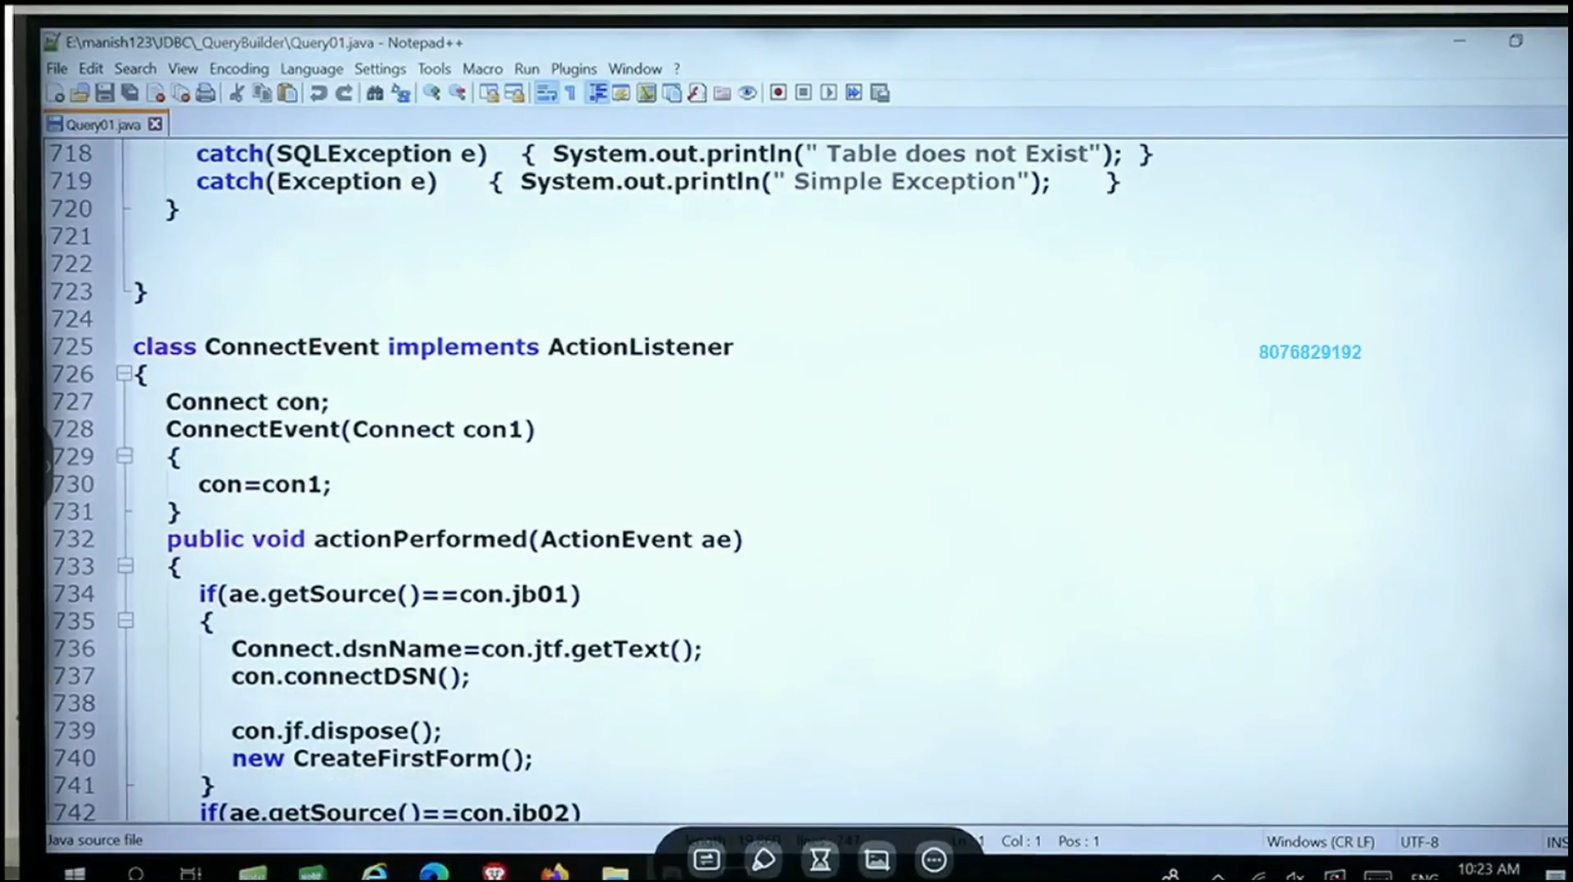 E:\manish123\JDBC\_QueryBuilder\Query01.java - Notepad++
File Edit Search View Encoding Language Settings Tools Macro Run Plugins Window ?
Query01.java
718 catch(SQLException e) { System.out.println(" Table does not Exist"); }
719 catch(Exception e) { System.out.println(" Simple Exception"); }
720 }
721
722
723 }
724
725 class ConnectEvent implements ActionListener
726 {
727 Connect con;
728 ConnectEvent(Connect con1)
729 {
730 con=con1;
731 }
732 public void actionPerformed(ActionEvent ae)
733 {
734 if(ae.getSource()==con.jb01)
735 {
736 Connect.dsnName=con.jtf.getText();
737 con.connectDSN();
738
739 con.jf.dispose();
740 new CreateFirstForm();
741 }
742 if(ae.getSource()==con.jb02)
8076829192
Java source file Col : 1 Pos : 1 Windows (CR LF) UTF-8 INS
ENG 10:23 AM